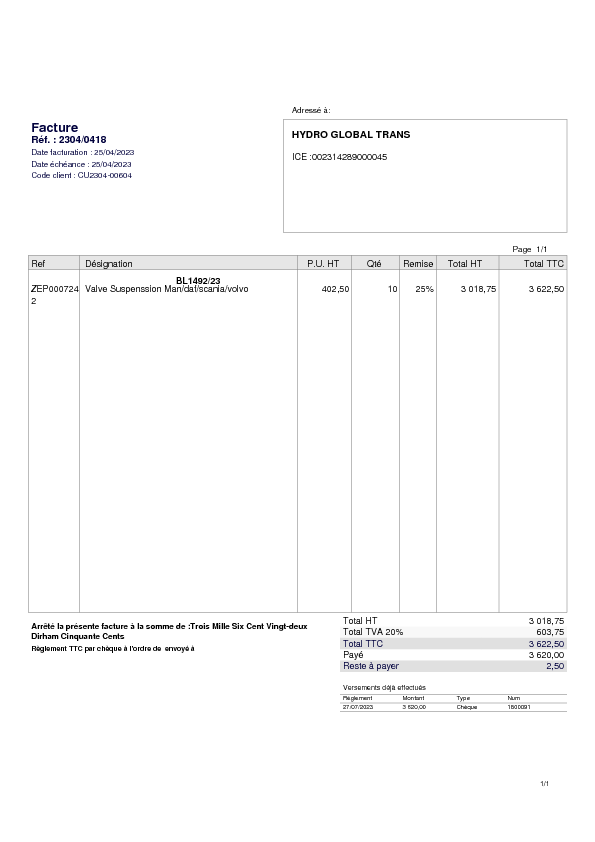 Adressé à:
Facture
Réf. : 2304/0418
Date facturation : 25/04/2023
Date échéance : 25/04/2023
Code client : CU2304-00604
HYDRO GLOBAL TRANS
ICE :002314289000045
Page 1/1
Ref Désignation P.U. HT Qté Remise Total HT Total TTC
BL1492/23
ZEP000724 Valve Suspenssion Man/daf/scania/volvo 402,50 10 25% 3 018,75 3 622,50
2
Arrêté la présente facture à la somme de :Trois Mille Six Cent Vingt-deux
Dirham Cinquante Cents
Règlement TTC par chèque à l'ordre de envoyé à
Total HT 3 018,75
Total TVA 20% 603,75
Total TTC 3 622,50
Payé 3 620,00
Reste à payer 2,50
Versements déjà effectués
Règlement Montant Type Num
27/07/2023 3 620,00 Chèque 1800091
1/1